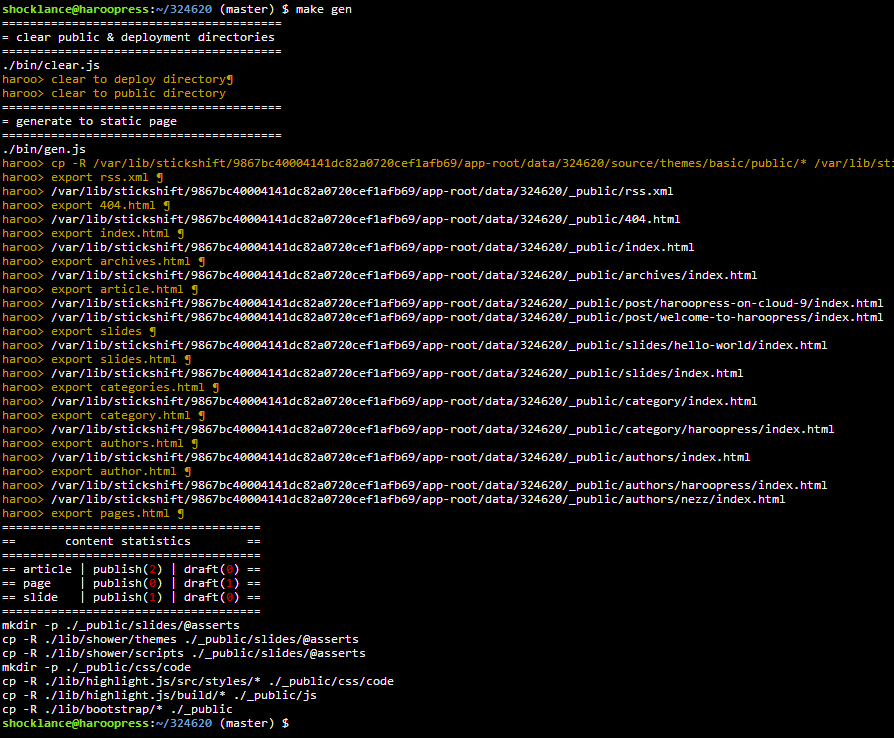 shocklance@haroopress:~/324620 (master) $ make gen
========================================
= clear public & deployment directories
========================================
./bin/clear.js
haroo> clear to deploy directory¶
haroo> clear to public directory
========================================
= generate to static page
========================================
./bin/gen.js
haroo> cp -R /var/lib/stickshift/9867bc40004141dc82a0720cef1afb69/app-root/data/324620/source/themes/basic/public/* /var/lib/sti
haroo> export rss.xml ¶
haroo> /var/lib/stickshift/9867bc40004141dc82a0720cef1afb69/app-root/data/324620/_public/rss.xml
haroo> export 404.html ¶
haroo> /var/lib/stickshift/9867bc40004141dc82a0720cef1afb69/app-root/data/324620/_public/404.html
haroo> export index.html ¶
haroo> /var/lib/stickshift/9867bc40004141dc82a0720cef1afb69/app-root/data/324620/_public/index.html
haroo> export archives.html ¶
haroo> /var/lib/stickshift/9867bc40004141dc82a0720cef1afb69/app-root/data/324620/_public/archives/index.html
haroo> export article.html ¶
haroo> /var/lib/stickshift/9867bc40004141dc82a0720cef1afb69/app-root/data/324620/_public/post/haroopress-on-cloud-9/index.html
haroo> /var/lib/stickshift/9867bc40004141dc82a0720cef1afb69/app-root/data/324620/_public/post/welcome-to-haroopress/index.html
haroo> export slides ¶
haroo> /var/lib/stickshift/9867bc40004141dc82a0720cef1afb69/app-root/data/324620/_public/slides/hello-world/index.html
haroo> export slides.html ¶
haroo> /var/lib/stickshift/9867bc40004141dc82a0720cef1afb69/app-root/data/324620/_public/slides/index.html
haroo> export categories.html ¶
haroo> /var/lib/stickshift/9867bc40004141dc82a0720cef1afb69/app-root/data/324620/_public/category/index.html
haroo> export category.html ¶
haroo> /var/lib/stickshift/9867bc40004141dc82a0720cef1afb69/app-root/data/324620/_public/category/haroopress/index.html
haroo> export authors.html ¶
haroo> /var/lib/stickshift/9867bc40004141dc82a0720cef1afb69/app-root/data/324620/_public/authors/index.html
haroo> export author.html ¶
haroo> /var/lib/stickshift/9867bc40004141dc82a0720cef1afb69/app-root/data/324620/_public/authors/haroopress/index.html
haroo> /var/lib/stickshift/9867bc40004141dc82a0720cef1afb69/app-root/data/324620/_public/authors/nezz/index.html
haroo> export pages.html ¶
=====================================
==       content statistics        ==
=====================================
== article | publish(2) | draft(0) ==
== page    | publish(0) | draft(1) ==
== slide   | publish(1) | draft(0) ==
=====================================
mkdir -p ./_public/slides/@asserts
cp -R ./lib/shower/themes ./_public/slides/@asserts
cp -R ./lib/shower/scripts ./_public/slides/@asserts
mkdir -p ./_public/css/code
cp -R ./lib/highlight.js/src/styles/* ./_public/css/code
cp -R ./lib/highlight.js/build/* ./_public/js
cp -R ./lib/bootstrap/* ./_public
shocklance@haroopress:~/324620 (master) $